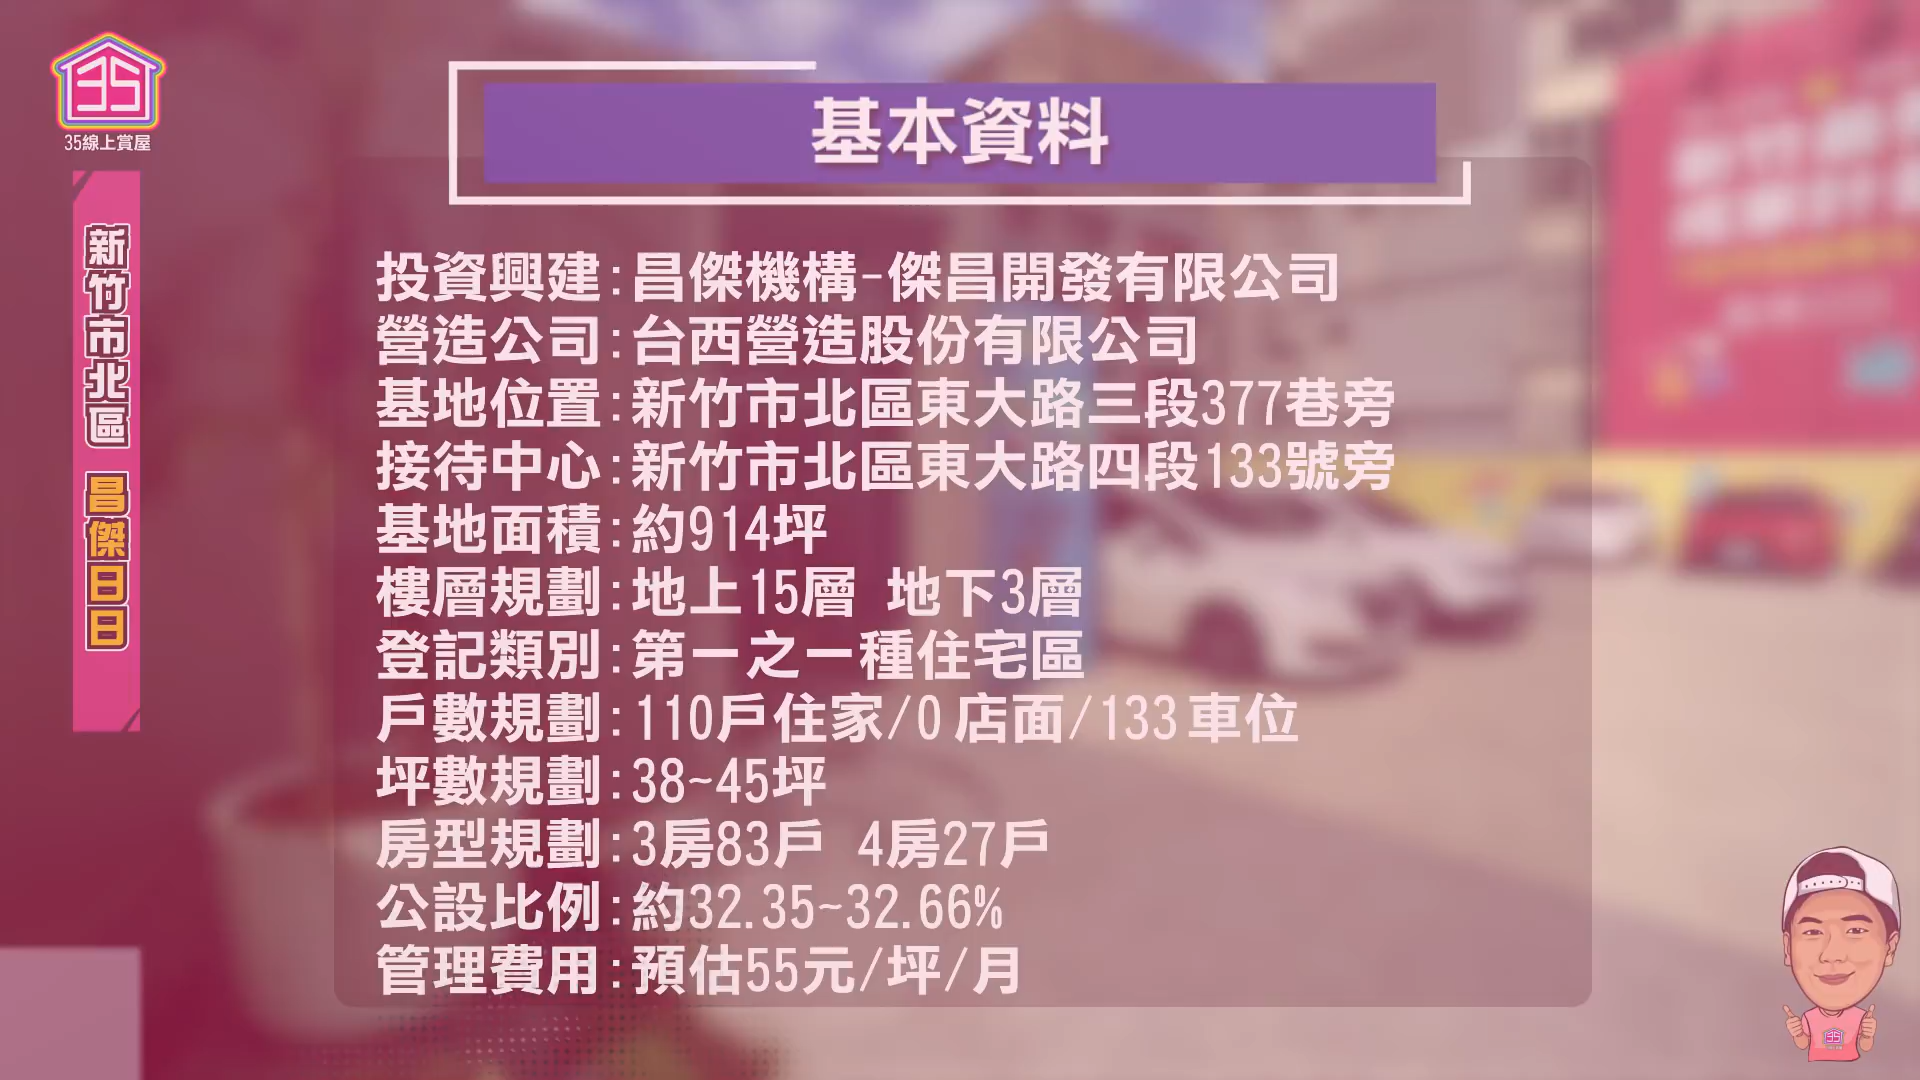 35
35線上賞屋
新竹市北區 昌傑日日
基本資料
投資興建:昌傑機構-傑昌開發有限公司
營造公司:台西營造股份有限公司
基地位置:新竹市北區東大路三段377巷旁
接待中心:新竹市北區東大路四段133號旁
基地面積:約914坪
樓層規劃:地上15層 地下3層
登記類別:第一之一種住宅區
戶數規劃:110戶住家/0店面/133車位
坪數規劃:38~45坪
房型規劃:3房83戶 4房27戶
公設比例:約32.35~32.66%
管理費用:預估55元/坪/月
35